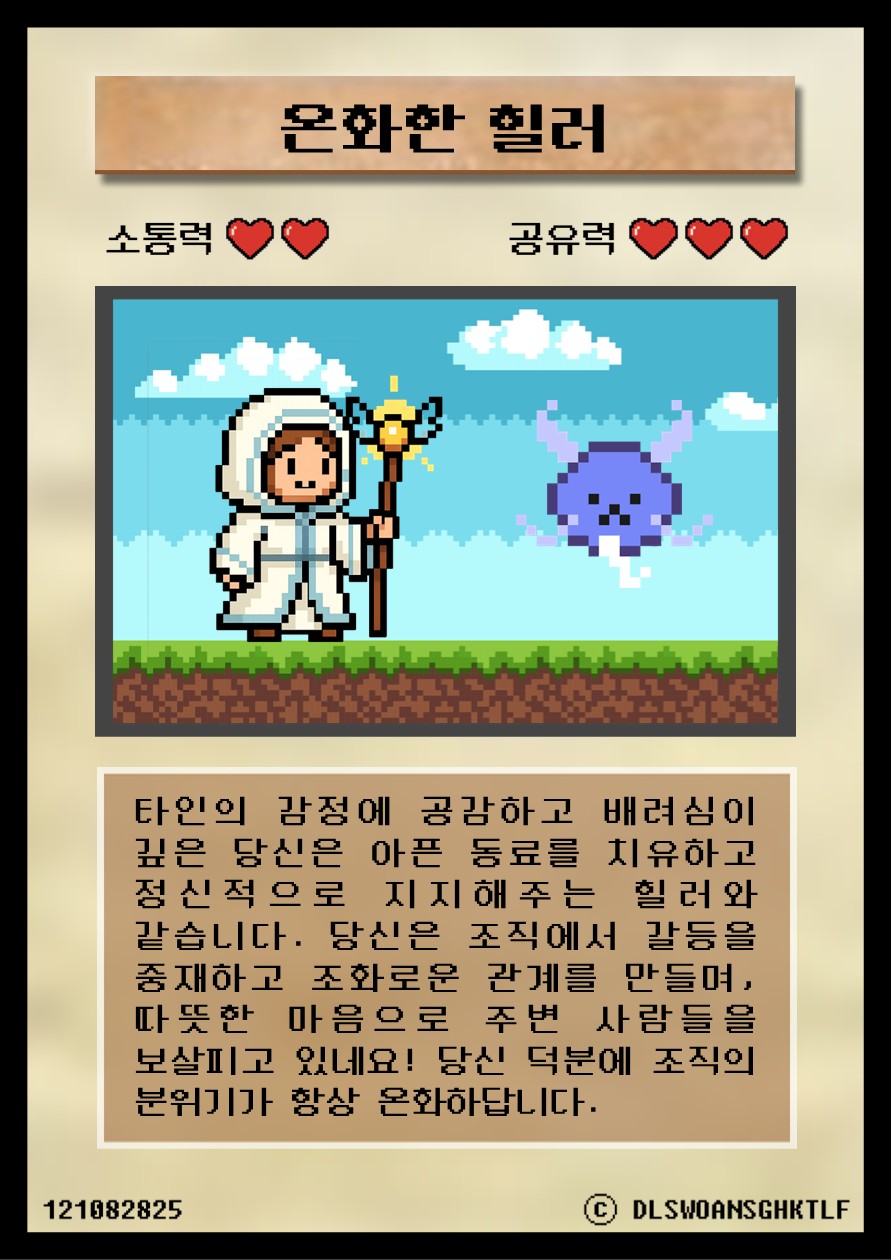 온화한 힐러
소통력 공유력
타인의 감정에 공감하고 배려심이
깊은 당신은 아픈 동료를 치유하고
정신적으로 지지해주는 힐러와
같습니다. 당신은 조직에서 갈등을
중재하고 조화로운 관계를 만들며,
따뜻한 마음으로 주변 사람들을
보살피고 있네요! 당신 덕분에 조직의
분위기가 항상 온화하답니다.
121082825 © DLSWOANSGHKTLF